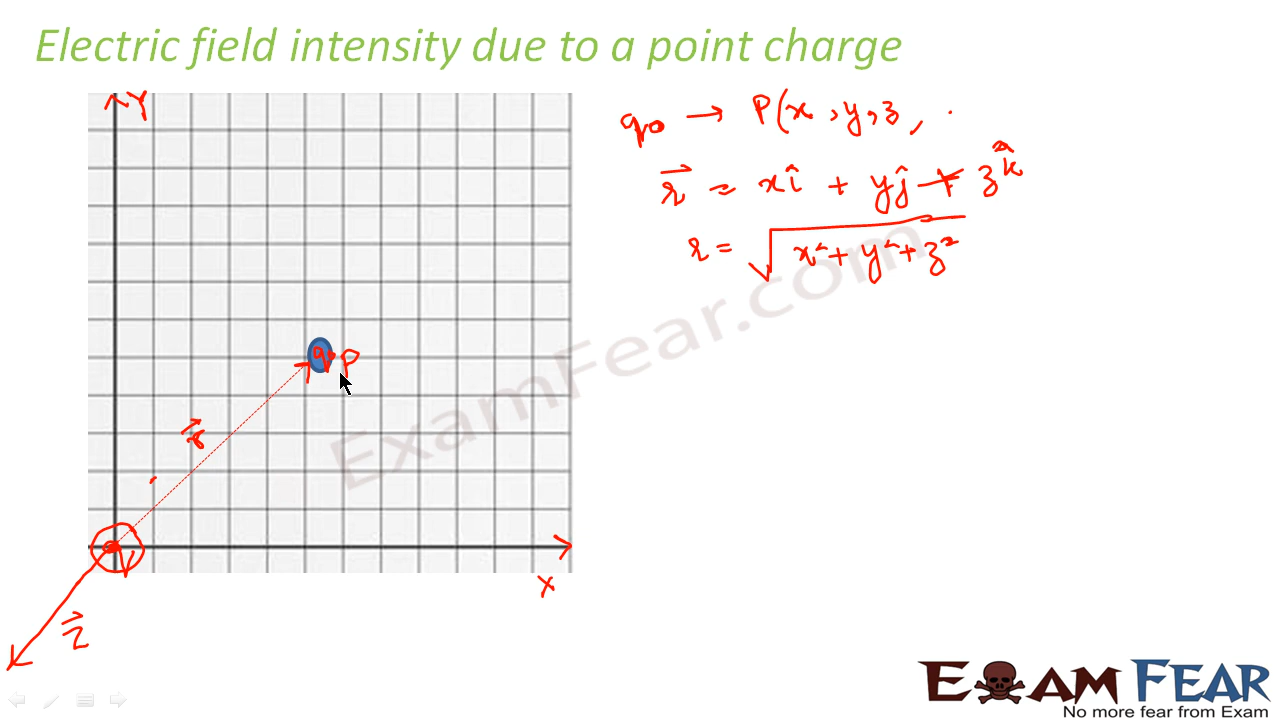 Electric field intensity due to a point charge
Y
q₀ → P(x, y, z,
r⃗ = xî + yĵ + zk̂
r = √x² + y² + z²
ExamFear.com
q₀ P
r⃗
X
Z⃗
EXAM FEAR
No more fear from Exam